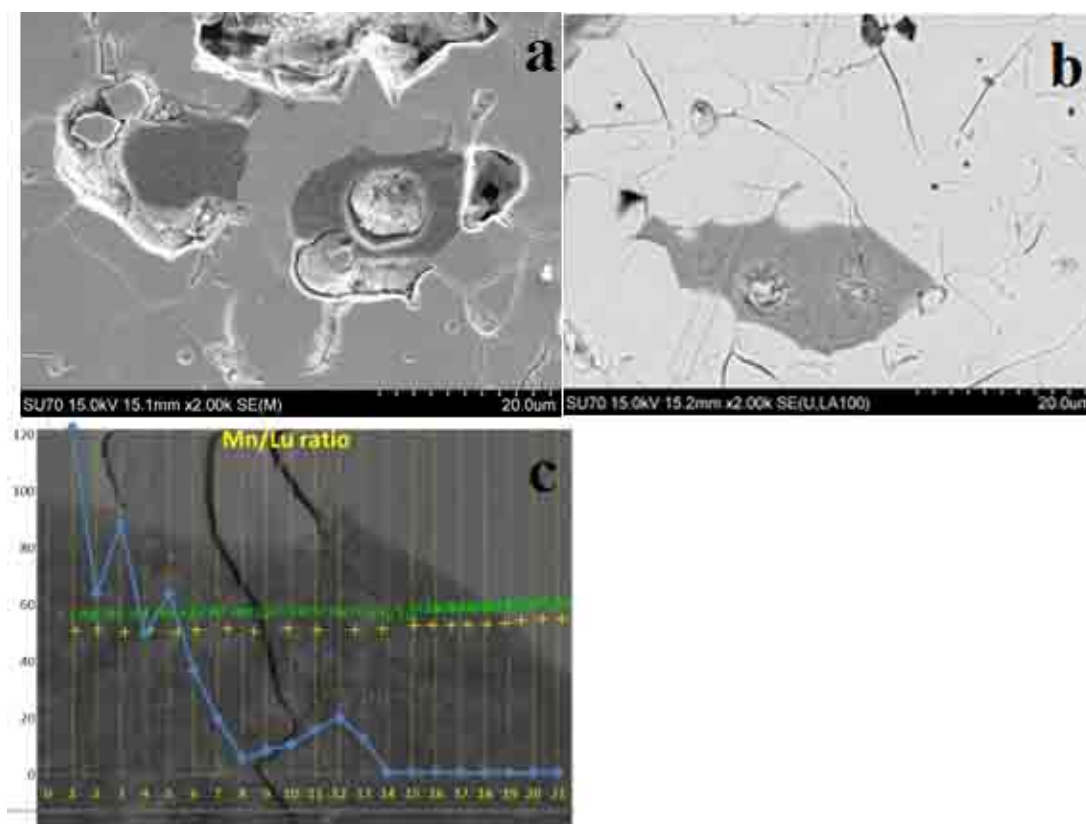 a
SU70 15.0kV 15.1mm x2.00k SE(M)
20.0um
b
SU70 15.0kV 15.2mm x2.00k SE(U,LA100)
20.0um
Mn/Lu ratio
c
120
100
80
60
40
20
0
0 1 2 3 4 5 6 7 8 9 10 11 12 13 14 15 16 17 18 19 20 21